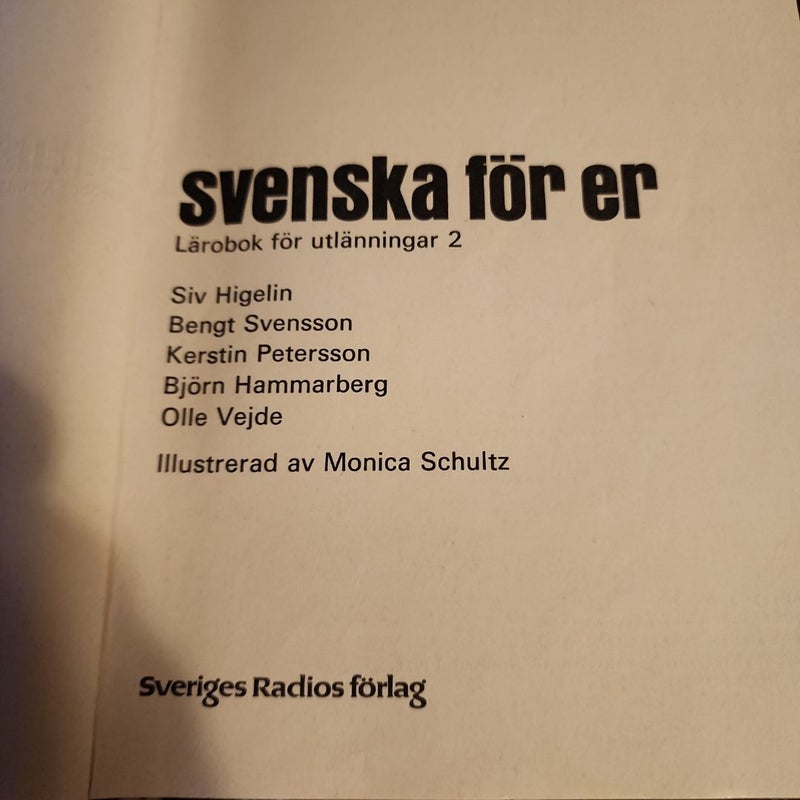 svenska för er
Lärobok för utlänningar 2
Siv Higelin
Bengt Svensson
Kerstin Petersson
Björn Hammarberg
Olle Vejde
Illustrerad av Monica Schultz
Sveriges Radios förlag